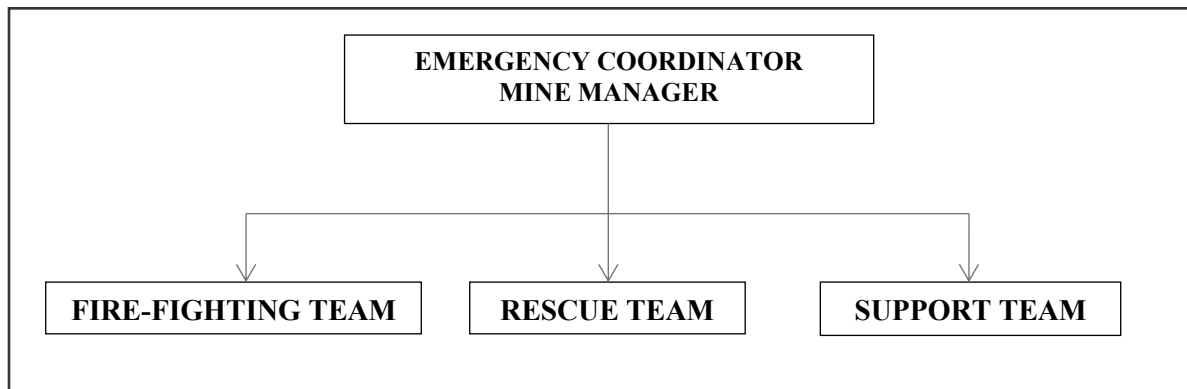 EMERGENCY COORDINATOR
MINE MANAGER
FIRE-FIGHTING TEAM
RESCUE TEAM
SUPPORT TEAM